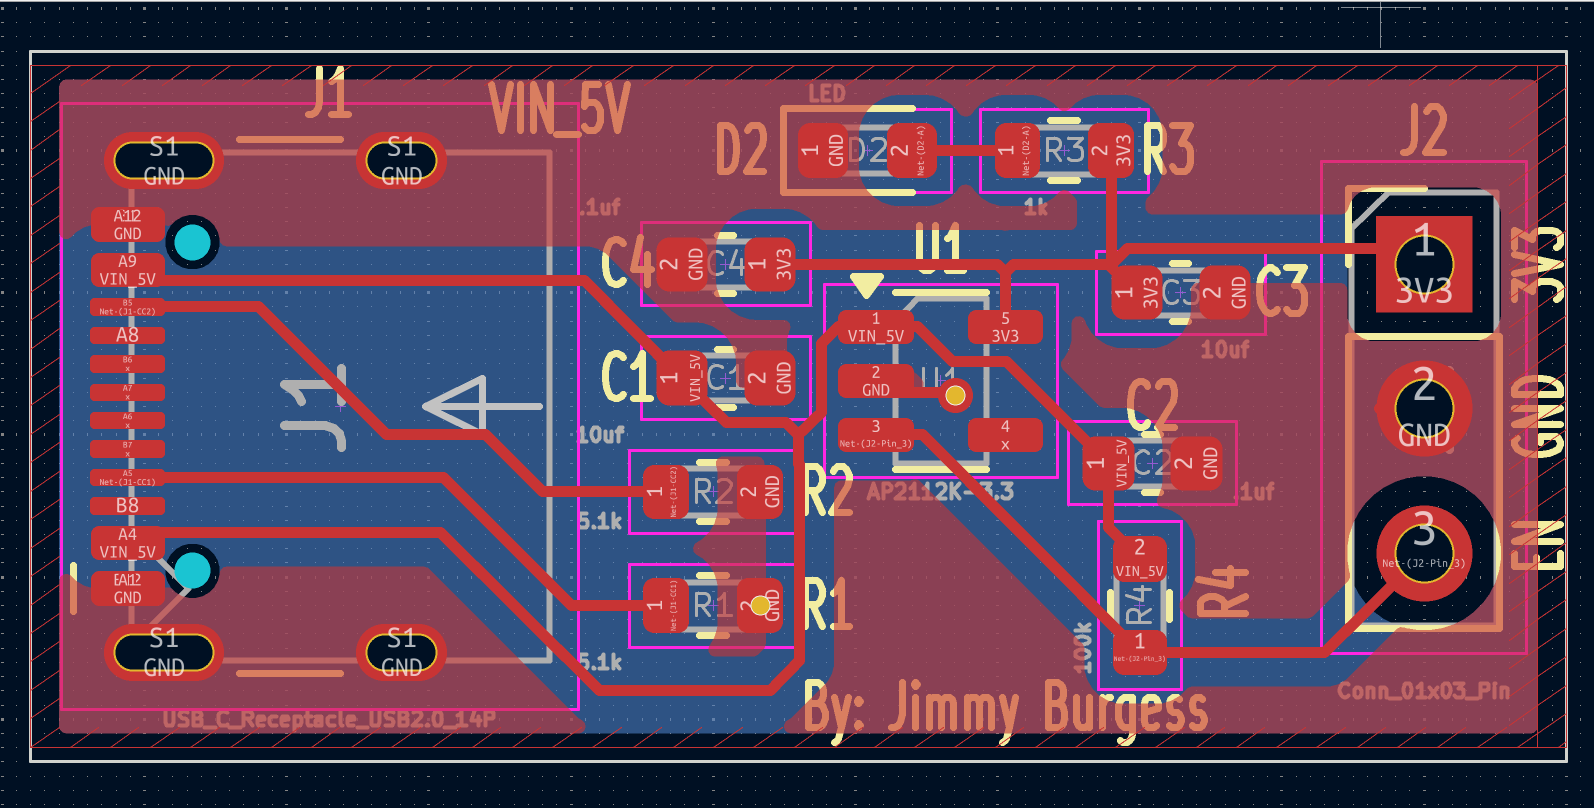 J1
VIN_5V
LED
D2
1
GND
D2
2
Net-(D2-A)
1
Net-(D2-A)
R3
2
3V3
R3
J2
S1
GND
S1
GND
.1uf
1k
A12
GND
A9
VIN_5V
B5
Net-(J1-CC2)
A8
B6
x
A7
x
A6
x
B7
x
A5
Net-(J1-CC1)
B8
A4
VIN_5V
GND
J1
C4
2
GND
C4
1
3V3
U1
1
3V3
C3
2
GND
C3
10uf
1
3V3
3V3
1
VIN_5V
5
3V3
2
GND
U1
3
Net-(J2-Pin_3)
4
x
AP2112K-3.3
C1
1
VIN_5V
C1
2
GND
10uf
C2
1
VIN_5V
C2
2
GND
.1uf
2
GND
GND
1
Net-(J1-CC2)
R2
2
GND
R2
5.1k
1
Net-(J1-CC1)
R1
2
GND
R1
5.1k
2
VIN_5V
R4
R4
100k
1
Net-(J2-Pin_3)
3
Net-(J2-Pin_3)
EN
S1
GND
S1
GND
USB_C_Receptacle_USB2.0_14P
By: Jimmy Burgess
Conn_01x03_Pin